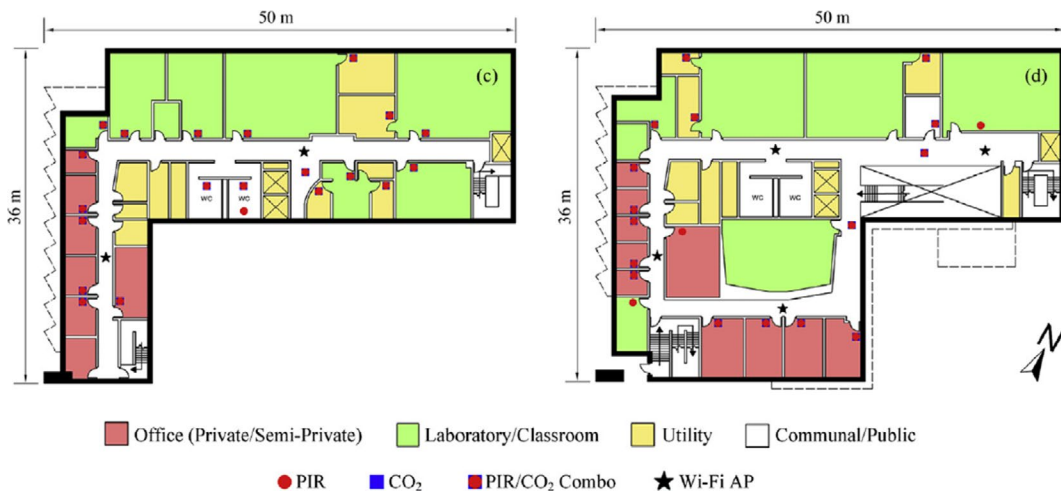 50 m
50 m
36 m
(c)
WC
WC
36 m
(d)
WC
WC
N
Office (Private/Semi-Private)
Laboratory/Classroom
Utility
Communal/Public
PIR
CO₂
PIR/CO₂ Combo
Wi-Fi AP